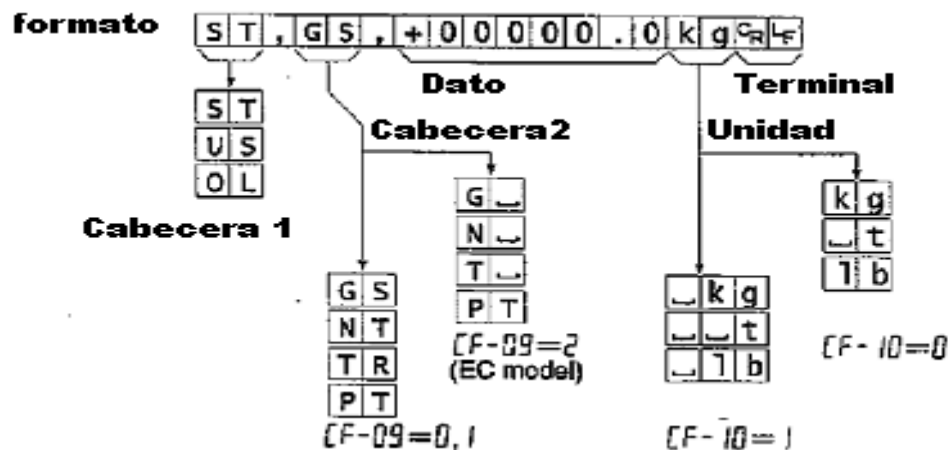 formato ST,GS,+00000.0kgCRLF
Dato Terminal
ST
US
OL
Cabecera2 Unidad
Cabecera 1
G␣
N␣
T␣
PT
CF-09=2
(EC model)
kg
␣t
lb
CF-10=0
GS
NT
TR
PT
CF-09=0,1
␣kg
␣␣t
␣lb
CF-10=1